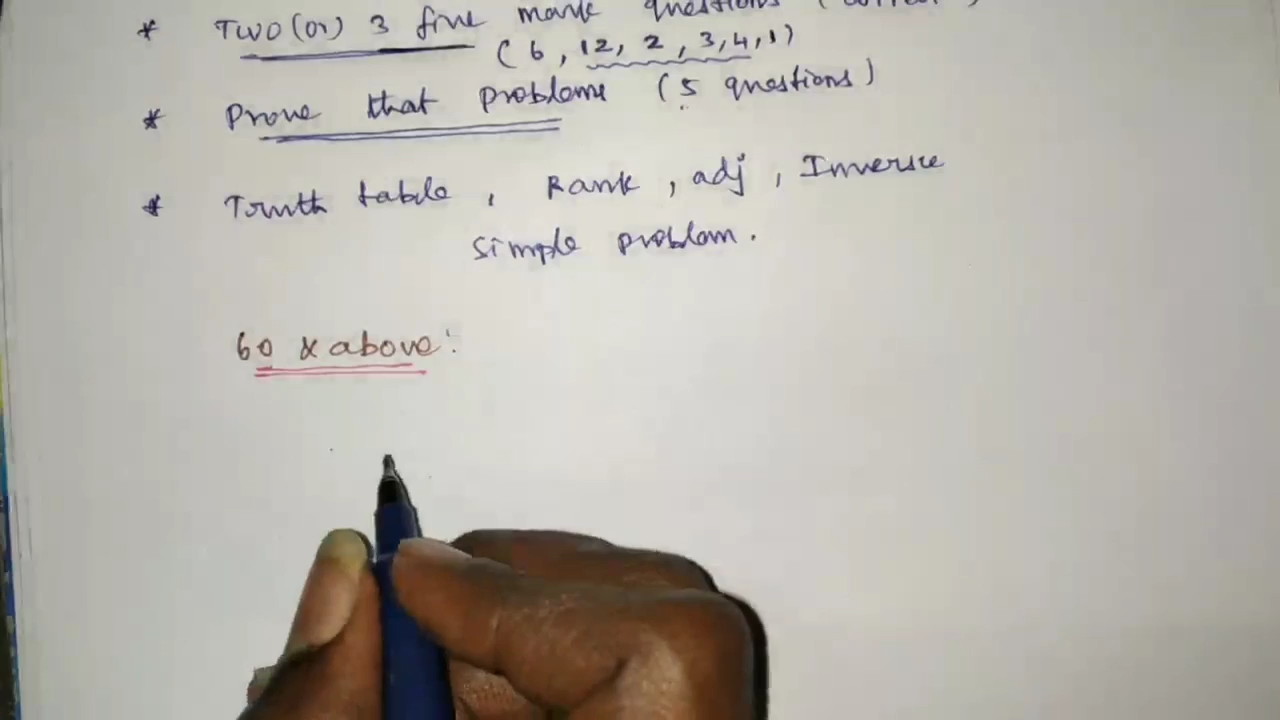 * Two (or) 3 five mark questions (
(6, 12, 2, 3, 4, 1)
* Prove that problems (5 questions)
* Truth table, Rank, adj, Inverse
simple problem.
60 & above: